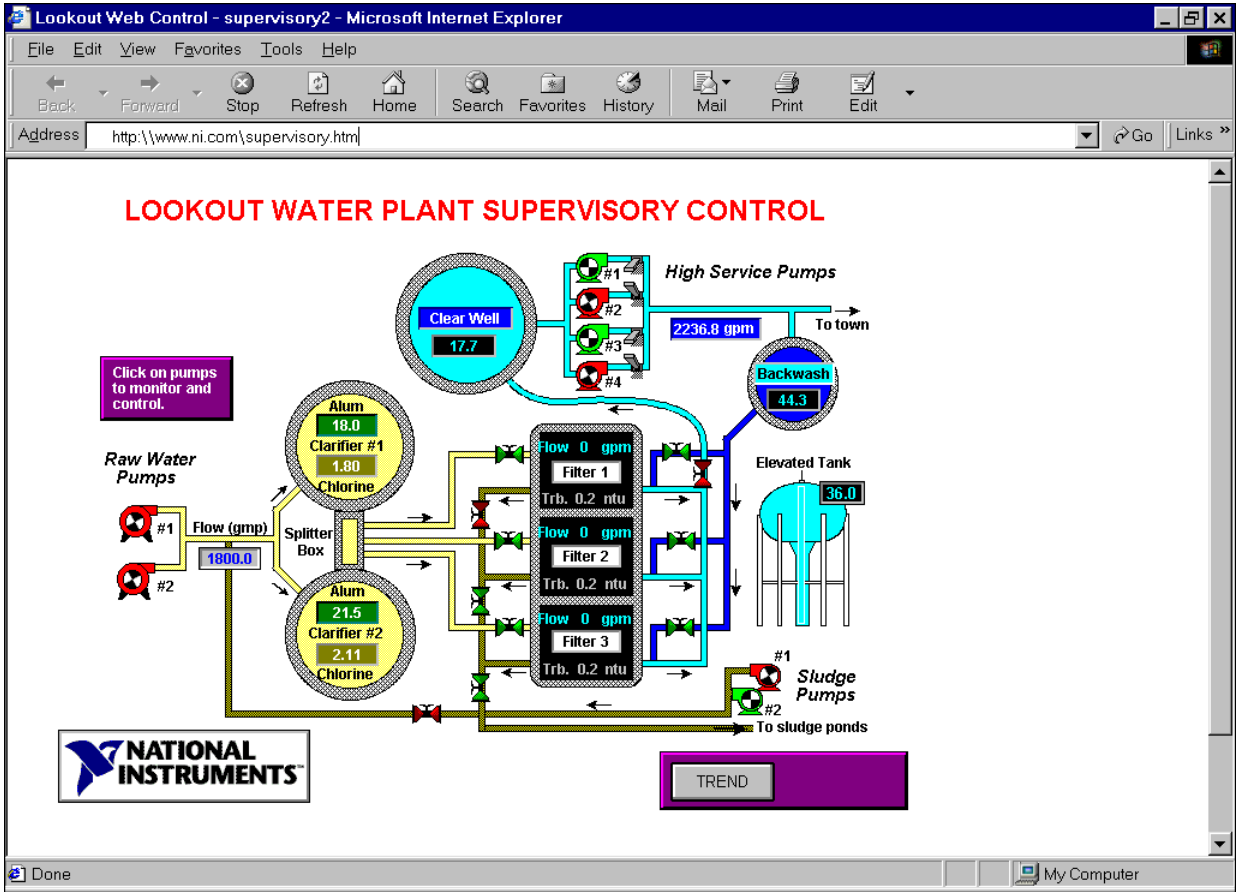 Lookout Web Control - supervisory2 - Microsoft Internet Explorer
File Edit View Favorites Tools Help
Back Forward Stop Refresh Home Search Favorites History Mail Print Edit
Address http:\\www.ni.com\supervisory.htm Go Links »
LOOKOUT WATER PLANT SUPERVISORY CONTROL
High Service Pumps
#1
#2
#3
#4
Clear Well
17.7
2236.8 gpm
To town
Backwash
44.3
Click on pumps
to monitor and
control.
Raw Water
Pumps
#1
#2
Flow (gmp)
1800.0
Alum
18.0
Clarifier #1
1.80
Chlorine
Splitter
Box
Alum
21.5
Clarifier #2
2.11
Chlorine
Flow 0 gpm
Filter 1
Trb. 0.2 ntu
Flow 0 gpm
Filter 2
Trb. 0.2 ntu
Flow 0 gpm
Filter 3
Trb. 0.2 ntu
Elevated Tank
36.0
#1
#2
Sludge
Pumps
To sludge ponds
NATIONAL
INSTRUMENTS™
TREND
Done
My Computer